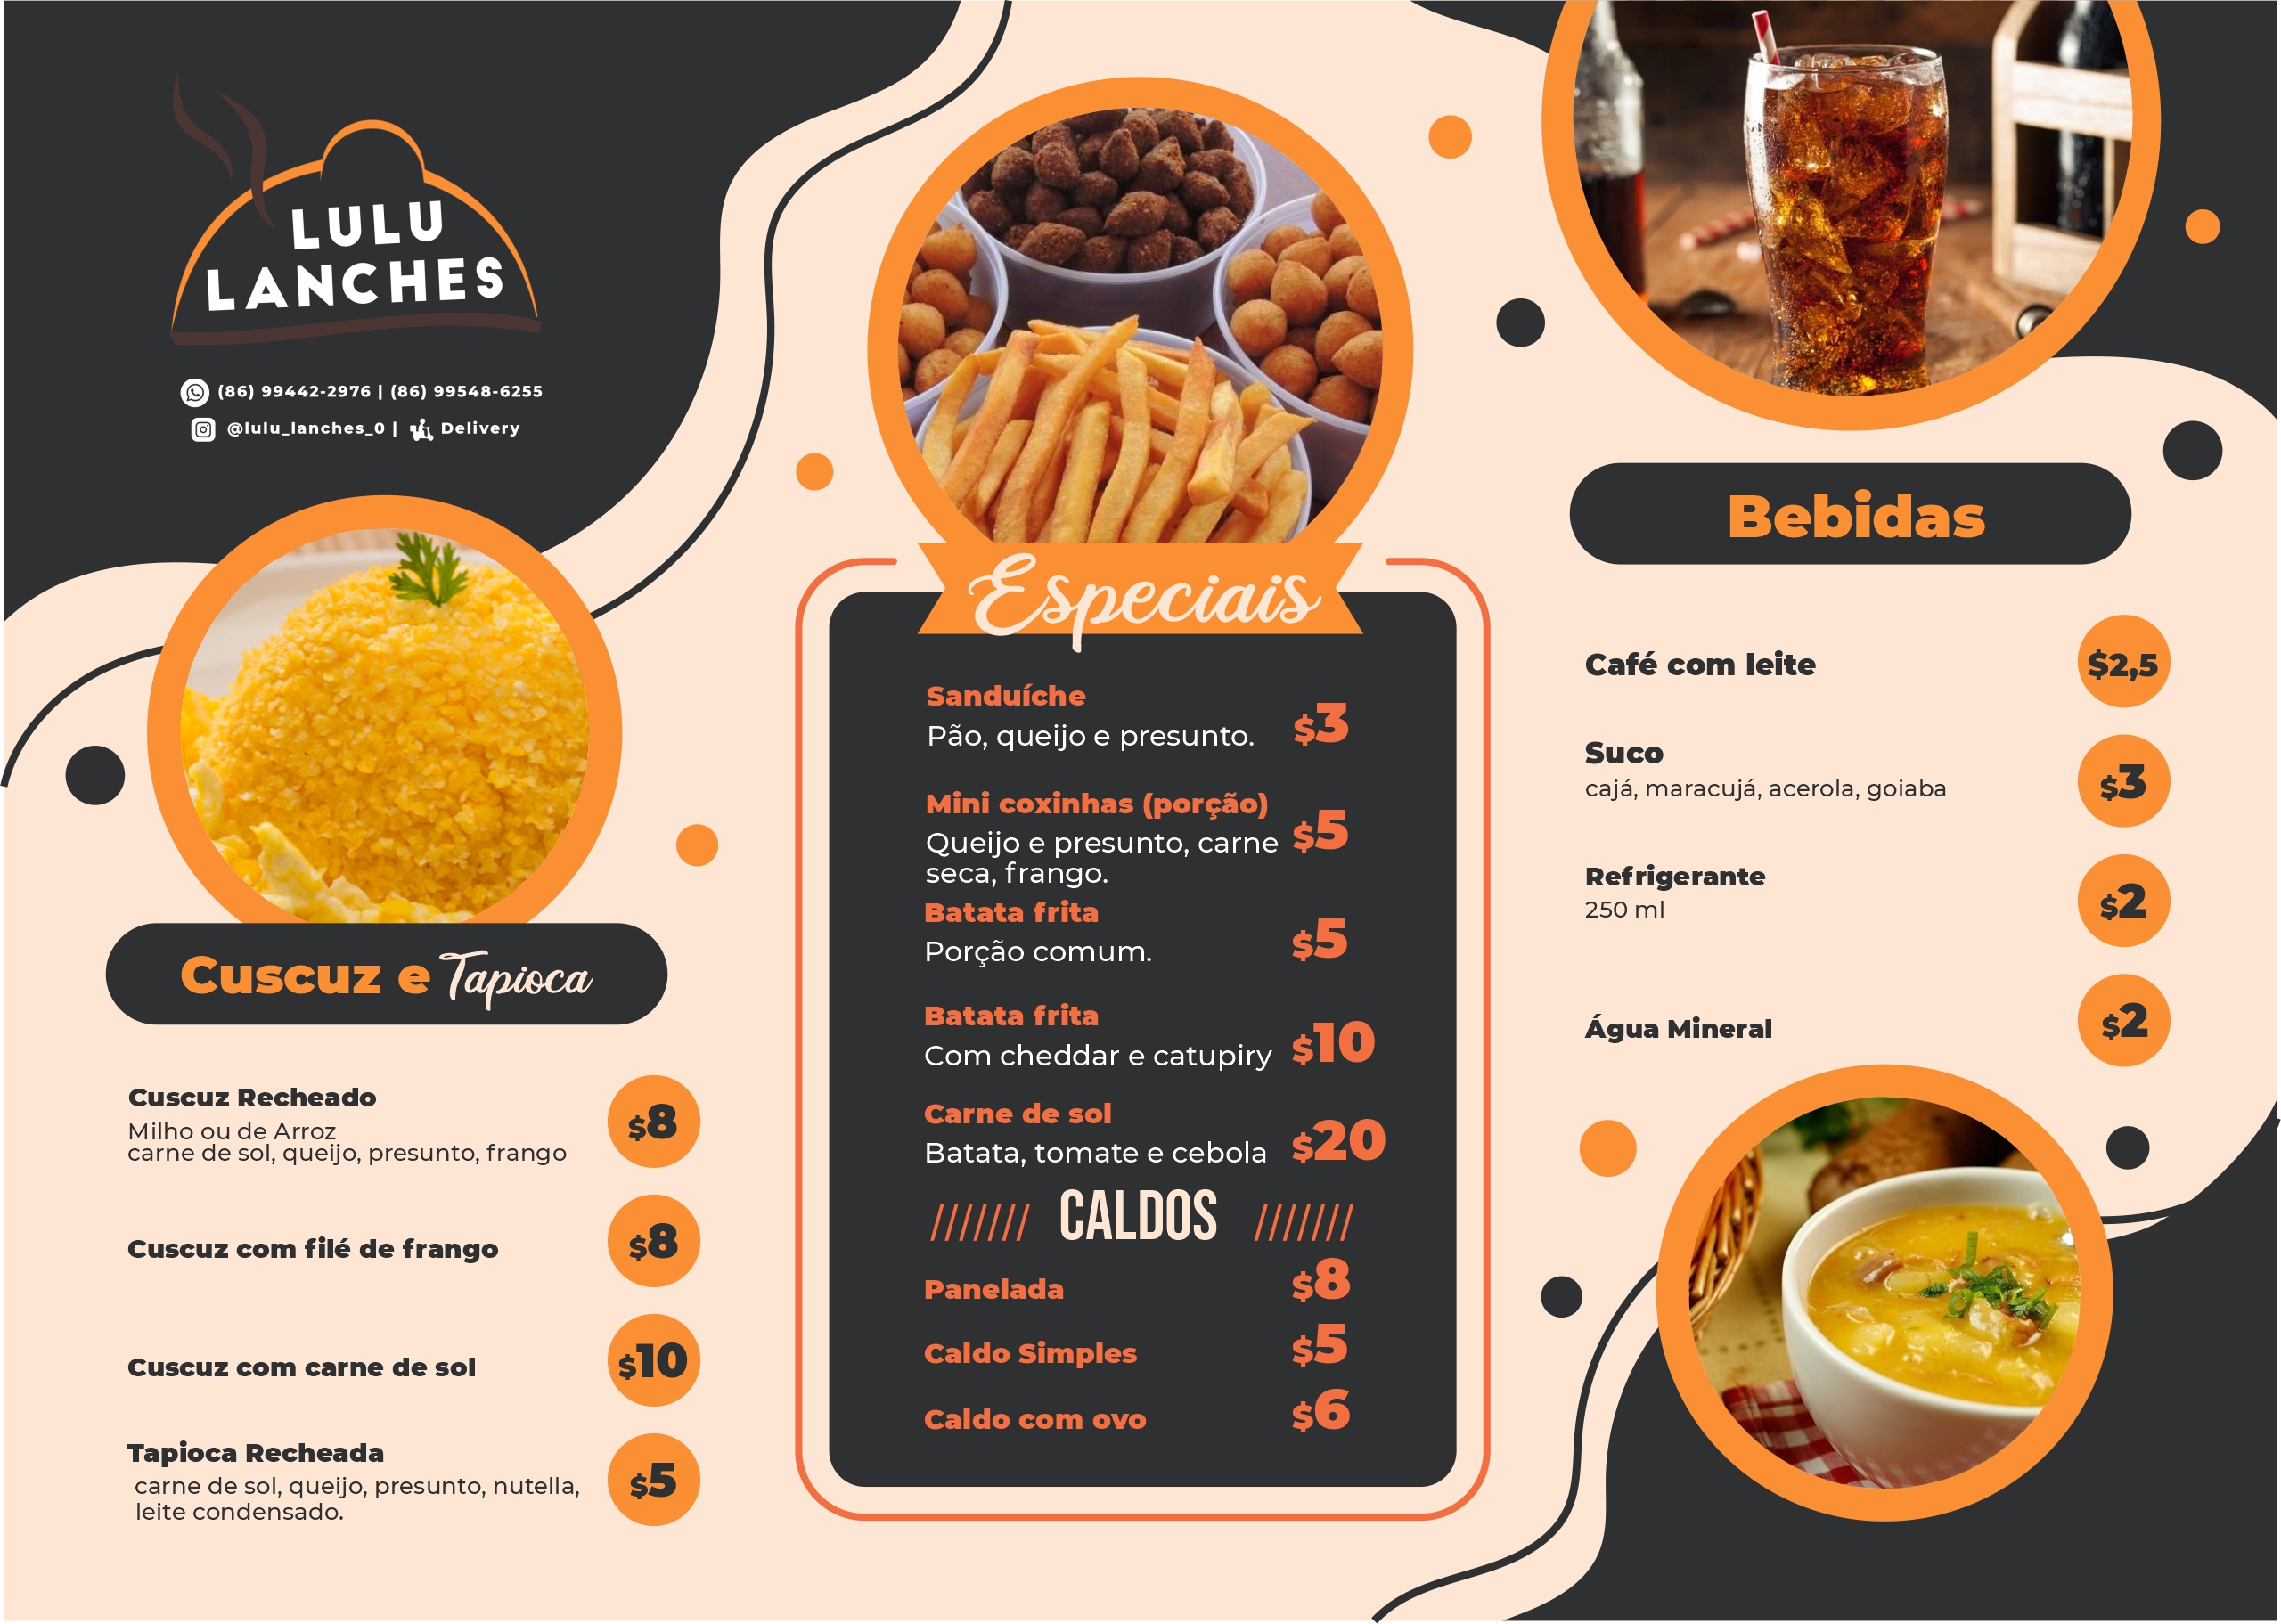 LULU
LANCHES
(86) 99442-2976 | (86) 99548-6255
@lulu_lanches_0 | Delivery
Cuscuz e Tapioca
Cuscuz Recheado
Milho ou de Arroz
carne de sol, queijo, presunto, frango
$8
Cuscuz com filé de frango
$8
Cuscuz com carne de sol
$10
Tapioca Recheada
carne de sol, queijo, presunto, nutella,
leite condensado.
$5
Especiais
Sanduíche
Pão, queijo e presunto.
$3
Mini coxinhas (porção)
Queijo e presunto, carne
seca, frango.
$5
Batata frita
Porção comum.
$5
Batata frita
Com cheddar e catupiry
$10
Carne de sol
Batata, tomate e cebola
$20
/////// CALDOS ///////
Panelada
$8
Caldo Simples
$5
Caldo com ovo
$6
Bebidas
Café com leite
$2,5
Suco
cajá, maracujá, acerola, goiaba
$3
Refrigerante
250 ml
$2
Água Mineral
$2